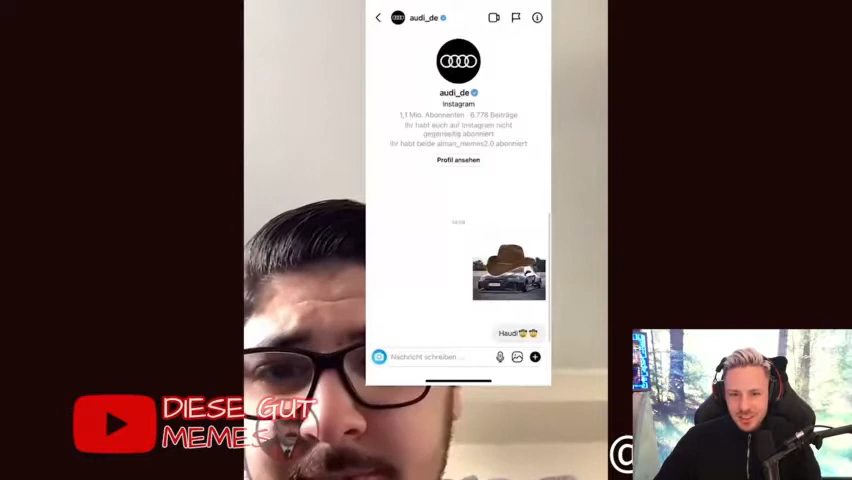 audi_de
audi_de
Instagram
1,1 Mio. Abonnenten · 6.778 Beiträge
Ihr habt euch auf Instagram nicht
gegenseitig abonniert
Ihr habt beide alman_memes2.0 abonniert
Profil ansehen
Haudi🤠🤠
Nachricht schreiben ...
DIESE GUT
MEMES
@